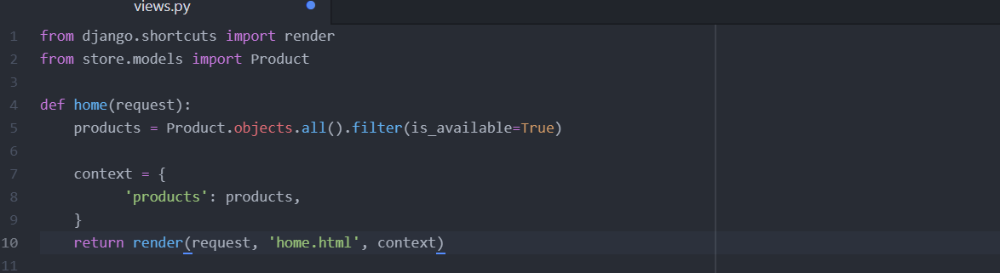 views.py
1 from django.shortcuts import render
2 from store.models import Product
3
4 def home(request):
5     products = Product.objects.all().filter(is_available=True)
6
7     context = {
8           'products': products,
9     }
10     return render(request, 'home.html', context)
11